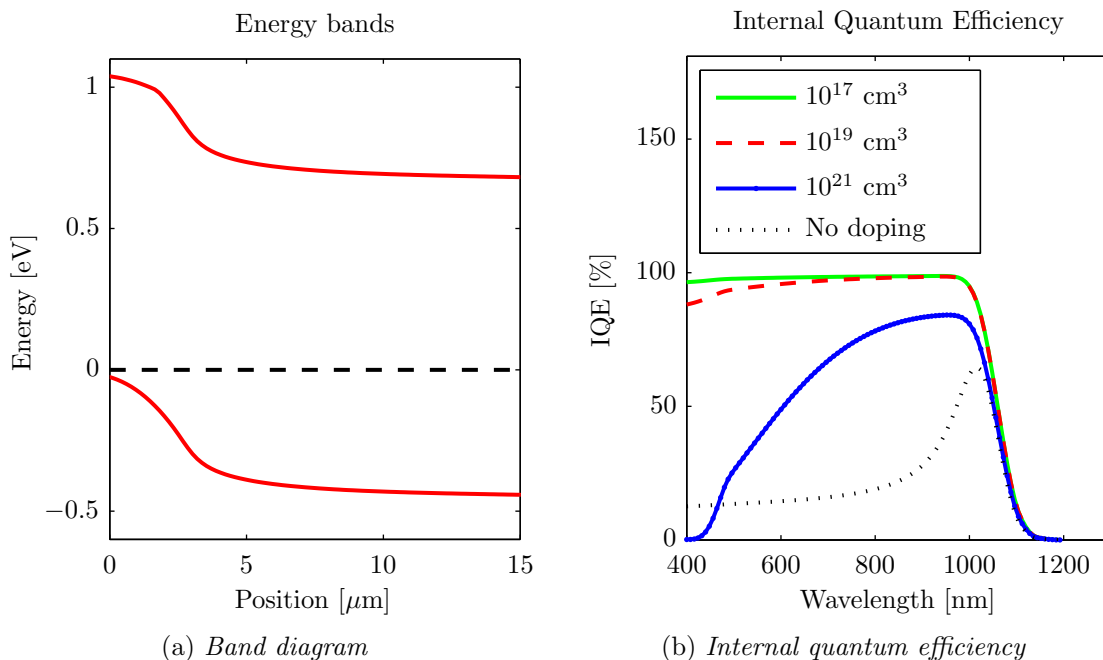 Energy bands
1
0.5
0
−0.5
0
5
10
15
Energy [eV]
Position [μm]
(a) Band diagram
Internal Quantum Efficiency
10^17 cm^3
10^19 cm^3
10^21 cm^3
No doping
150
100
50
0
400
600
800
1000
1200
IQE [%]
Wavelength [nm]
(b) Internal quantum efficiency